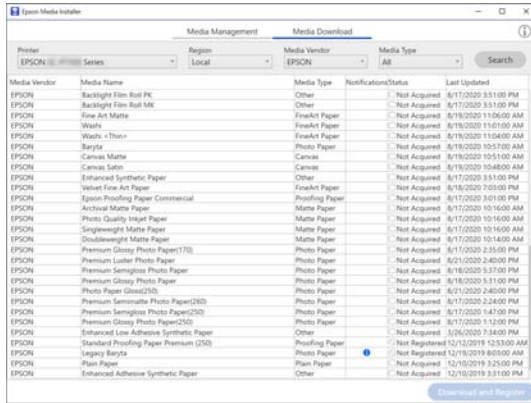 Epson Media Installer
Media Management Media Download
Printer Region Media Vendor Media Type
EPSON Series Local EPSON All Search
Media Vendor Media Name Media Type Notifications Status Last Updated
EPSON Backlight Film Roll PK Other Not Acquired 8/17/2020 3:51:00 PM
EPSON Backlight Film Roll MK Other Not Acquired 8/17/2020 3:51:00 PM
EPSON Fine Art Matte FineArt Paper Not Acquired 8/19/2020 11:06:00 AM
EPSON Washi FineArt Paper Not Acquired 8/19/2020 11:01:00 AM
EPSON Washi <Thin> FineArt Paper Not Acquired 8/19/2020 11:04:00 AM
EPSON Baryta Photo Paper Not Acquired 8/19/2020 10:57:00 AM
EPSON Canvas Matte Canvas Not Acquired 8/19/2020 10:51:00 AM
EPSON Canvas Satin Canvas Not Acquired 8/19/2020 10:48:00 AM
EPSON Enhanced Synthetic Paper Other Not Acquired 8/17/2020 3:51:00 PM
EPSON Velvet Fine Art Paper FineArt Paper Not Acquired 8/18/2020 7:03:00 PM
EPSON Epson Proofing Paper Commercial Proofing Paper Not Acquired 8/17/2020 3:01:00 PM
EPSON Archival Matte Paper Matte Paper Not Acquired 8/17/2020 10:16:00 AM
EPSON Photo Quality Inkjet Paper Matte Paper Not Acquired 8/17/2020 10:16:00 AM
EPSON Singleweight Matte Paper Matte Paper Not Acquired 8/17/2020 10:16:00 AM
EPSON Doubleweight Matte Paper Matte Paper Not Acquired 8/17/2020 10:14:00 AM
EPSON Premium Glossy Photo Paper(170) Photo Paper Not Acquired 8/17/2020 2:35:00 PM
EPSON Premium Luster Photo Paper Photo Paper Not Acquired 8/21/2020 2:40:00 PM
EPSON Premium Semigloss Photo Paper Photo Paper Not Acquired 8/18/2020 5:37:00 PM
EPSON Premium Glossy Photo Paper Photo Paper Not Acquired 8/18/2020 5:31:00 PM
EPSON Photo Paper Gloss(250) Photo Paper Not Acquired 8/21/2020 2:40:00 PM
EPSON Premium Semimatte Photo Paper(260) Photo Paper Not Acquired 8/17/2020 2:24:00 PM
EPSON Premium Semigloss Photo Paper(250) Photo Paper Not Acquired 8/17/2020 1:47:00 PM
EPSON Premium Glossy Photo Paper(250) Photo Paper Not Acquired 8/17/2020 1:12:00 PM
EPSON Enhanced Low Adhesive Synthetic Paper Other Not Acquired 3/26/2020 7:34:00 PM
EPSON Standard Proofing Paper Premium (250) Proofing Paper Not Registered 12/12/2019 12:53:00 AM
EPSON Legacy Baryta Photo Paper Not Registered 12/19/2019 8:03:00 AM
EPSON Plain Paper Plain Paper Not Acquired 12/10/2019 3:25:00 PM
EPSON Enhanced Adhesive Synthetic Paper Other Not Acquired 12/10/2019 3:31:00 PM
Download and Register